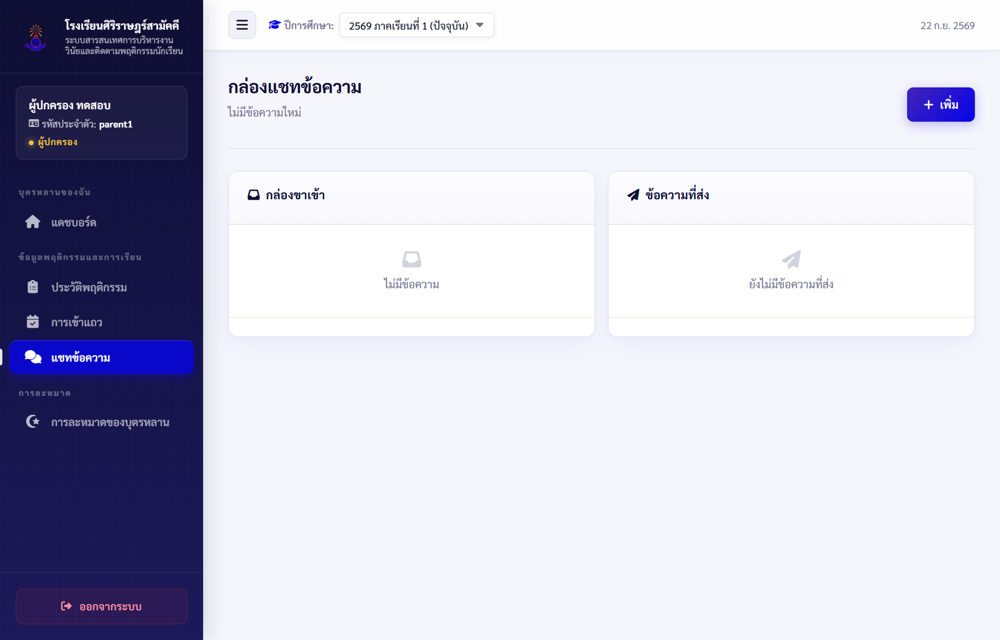 โรงเรียนศิริราษฎร์สามัคคี
ระบบสารสนเทศการบริหารงาน
วินัยและติดตามพฤติกรรมนักเรียน
ผู้ปกครอง ทดสอบ
รหัสประจำตัว: parent1
ผู้ปกครอง
บุตรหลานของฉัน
แดชบอร์ด
ข้อมูลพฤติกรรมและการเรียน
ประวัติพฤติกรรม
การเข้าแถว
แชทข้อความ
การละหมาด
การละหมาดของบุตรหลาน
ออกจากระบบ
ปีการศึกษา: 2569 ภาคเรียนที่ 1 (ปัจจุบัน)
22 ก.ย. 2569
กล่องแชทข้อความ
ไม่มีข้อความใหม่
เพิ่ม
กล่องขาเข้า
ไม่มีข้อความ
ข้อความที่ส่ง
ยังไม่มีข้อความที่ส่ง